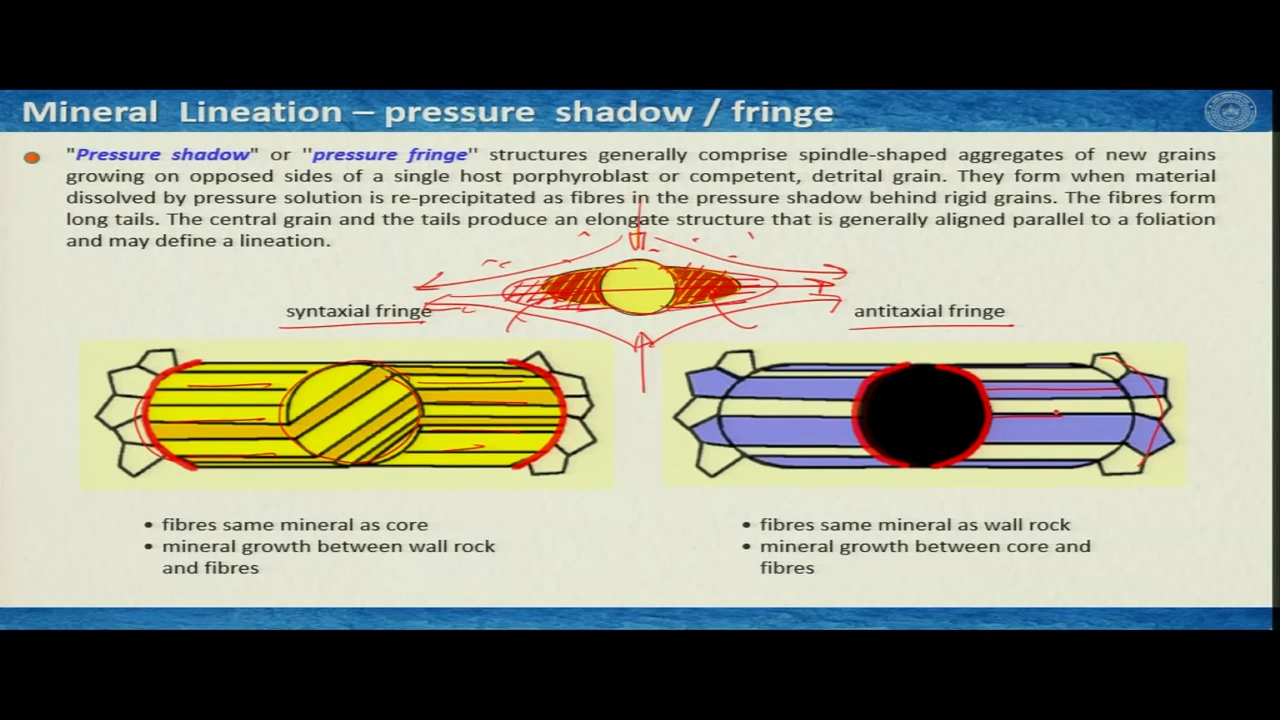 Mineral Lineation – pressure shadow / fringe
"Pressure shadow" or "pressure fringe" structures generally comprise spindle-shaped aggregates of new grains
growing on opposed sides of a single host porphyroblast or competent, detrital grain. They form when material
dissolved by pressure solution is re-precipitated as fibres in the pressure shadow behind rigid grains. The fibres form
long tails. The central grain and the tails produce an elongate structure that is generally aligned parallel to a foliation
and may define a lineation.
syntaxial fringe
antitaxial fringe
• fibres same mineral as core
• mineral growth between wall rock
and fibres
• fibres same mineral as wall rock
• mineral growth between core and
fibres